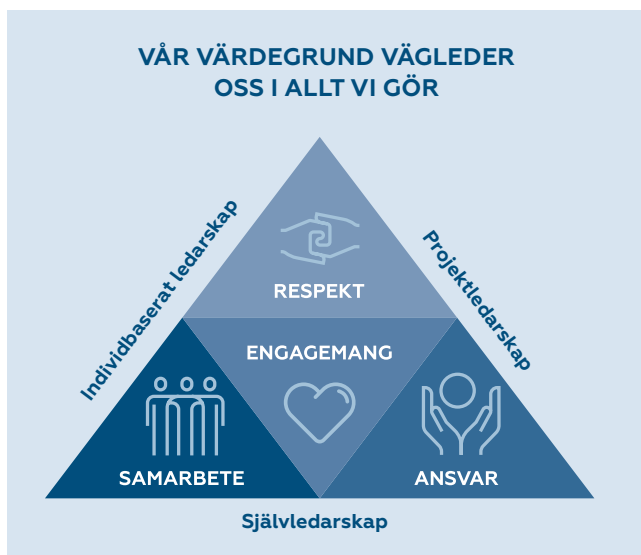 VÅR VÄRDEGRUND VÄGLEDER
OSS I ALLT VI GÖR
Individbaserat ledarskap
Projektledarskap
RESPEKT
ENGAGEMANG
SAMARBETE
ANSVAR
Självledarskap